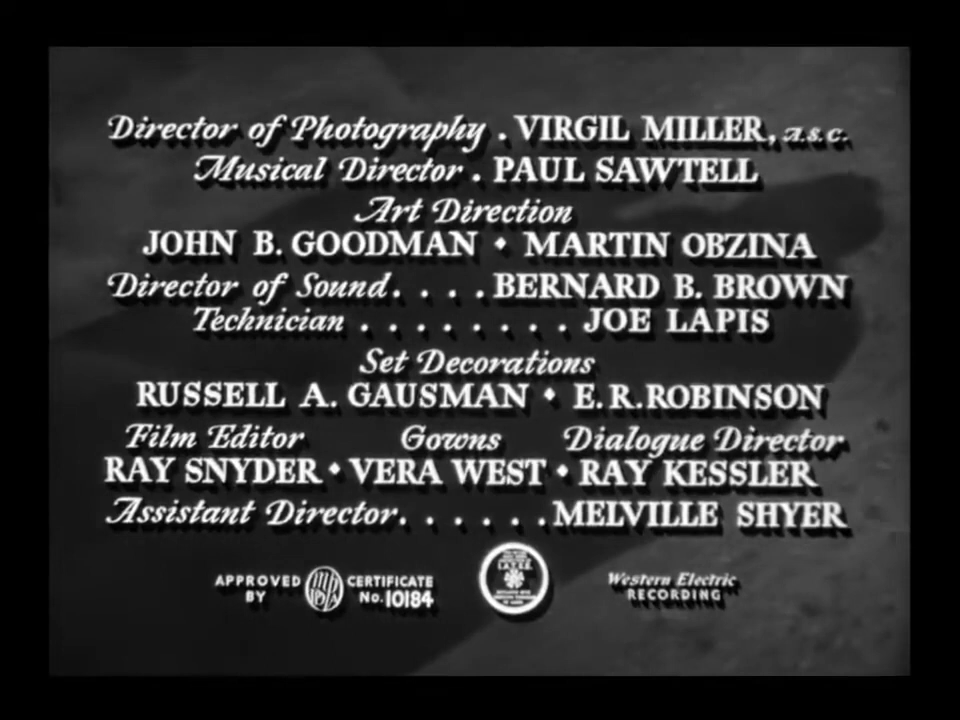 Director of Photography . VIRGIL MILLER, A.S.C.
Musical Director . PAUL SAWTELL
Art Direction
JOHN B. GOODMAN • MARTIN OBZINA
Director of Sound . . . . BERNARD B. BROWN
Technician . . . . . . . . . JOE LAPIS
Set Decorations
RUSSELL A. GAUSMAN • E.R.ROBINSON
Film Editor Gowns Dialogue Director
RAY SNYDER • VERA WEST • RAY KESSLER
Assistant Director. . . . . . MELVILLE SHYER
APPROVED BY CERTIFICATE No. 10184
I.A.T.S.E.
Western Electric
RECORDING